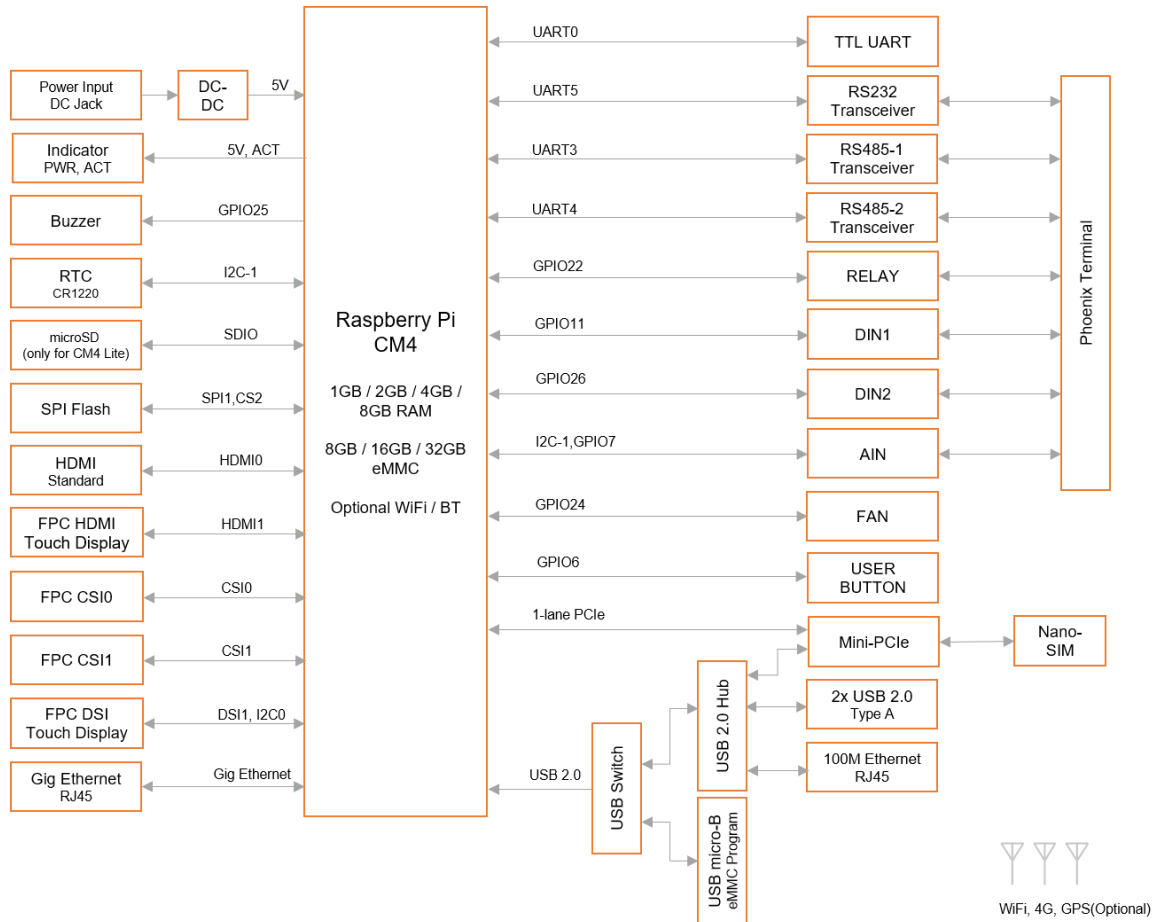 Power Input
DC Jack
DC-
DC
5V
Indicator
PWR, ACT
5V, ACT
Buzzer
GPIO25
RTC
CR1220
I2C-1
microSD
(only for CM4 Lite)
SDIO
SPI Flash
SPI1,CS2
HDMI
Standard
HDMI0
FPC HDMI
Touch Display
HDMI1
FPC CSI0
CSI0
FPC CSI1
CSI1
FPC DSI
Touch Display
DSI1, I2C0
Gig Ethernet
RJ45
Gig Ethernet
Raspberry Pi
CM4
1GB / 2GB / 4GB /
8GB RAM
8GB / 16GB / 32GB
eMMC
Optional WiFi / BT
UART0
TTL UART
UART5
RS232
Transceiver
UART3
RS485-1
Transceiver
UART4
RS485-2
Transceiver
GPIO22
RELAY
GPIO11
DIN1
GPIO26
DIN2
I2C-1,GPIO7
AIN
Phoenix Terminal
GPIO24
FAN
GPIO6
USER
BUTTON
1-lane PCIe
Mini-PCIe
Nano-
SIM
USB 2.0
USB Switch
USB 2.0 Hub
2x USB 2.0
Type A
100M Ethernet
RJ45
USB micro-B
eMMC Program
WiFi, 4G, GPS(Optional)